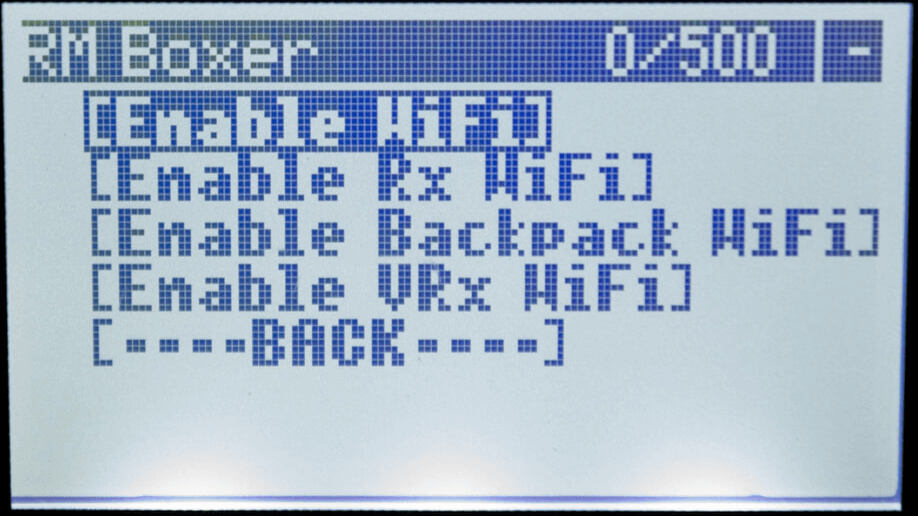 RM Boxer 0/500 -
[Enable WiFi]
[Enable Rx WiFi]
[Enable Backpack WiFi]
[Enable VRx WiFi]
[----BACK----]